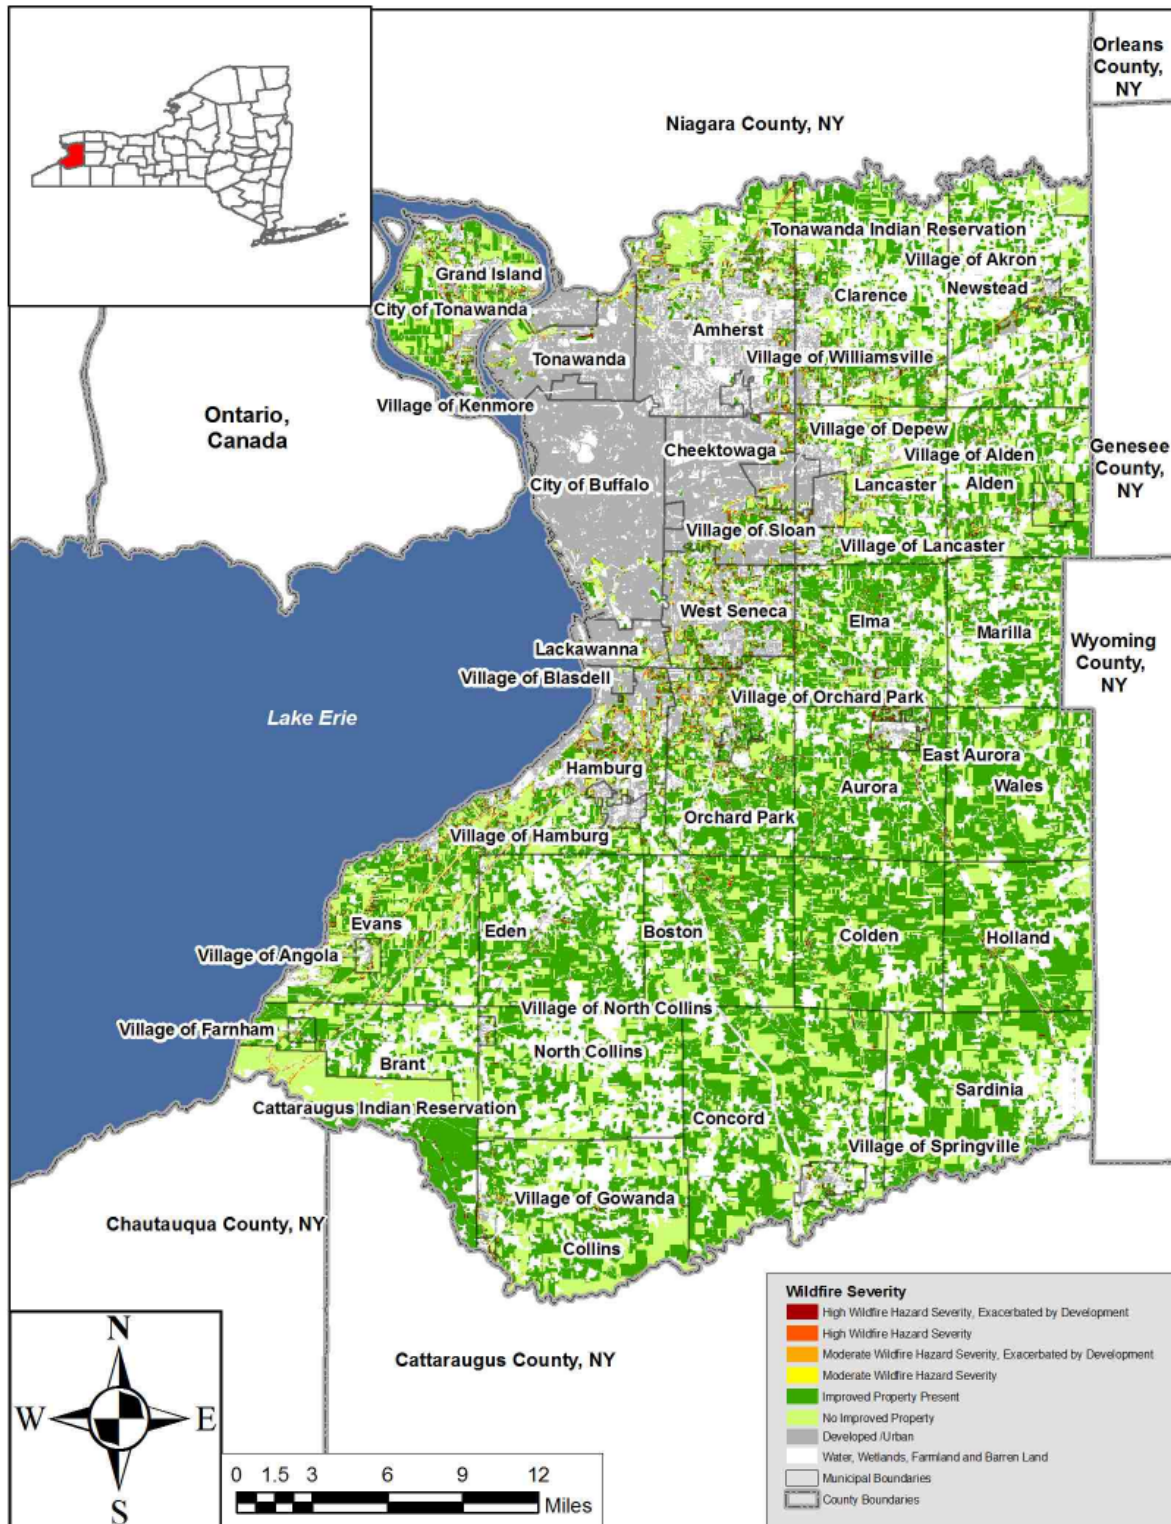 Orleans
County,
NY
Niagara County, NY
Tonawanda Indian Reservation
Village of Akron
Grand Island
Clarence
Newstead
City of Tonawanda
Amherst
Tonawanda
Village of Williamsville
Village of Kenmore
Ontario,
Canada
Village of Depew
Cheektowaga
Village of Alden
Genesee
County,
NY
City of Buffalo
Lancaster
Alden
Village of Sloan
Village of Lancaster
West Seneca
Elma
Marilla
Lackawanna
Wyoming
County,
NY
Village of Blasdell
Village of Orchard Park
Lake Erie
East Aurora
Hamburg
Aurora
Wales
Orchard Park
Village of Hamburg
Evans
Eden
Boston
Colden
Holland
Village of Angola
Village of North Collins
Village of Farnham
North Collins
Brant
Sardinia
Cattaraugus Indian Reservation
Concord
Village of Springville
Village of Gowanda
Chautauqua County, NY
Collins
Cattaraugus County, NY
Wildfire Severity
High Wildfire Hazard Severity, Exacerbated by Development
High Wildfire Hazard Severity
Moderate Wildfire Hazard Severity, Exacerbated by Development
Moderate Wildfire Hazard Severity
Improved Property Present
No Improved Property
Developed /Urban
Water, Wetlands, Farmland and Barren Land
Municipal Boundaries
County Boundaries
N
W
E
S
0 1.5 3 6 9 12
Miles